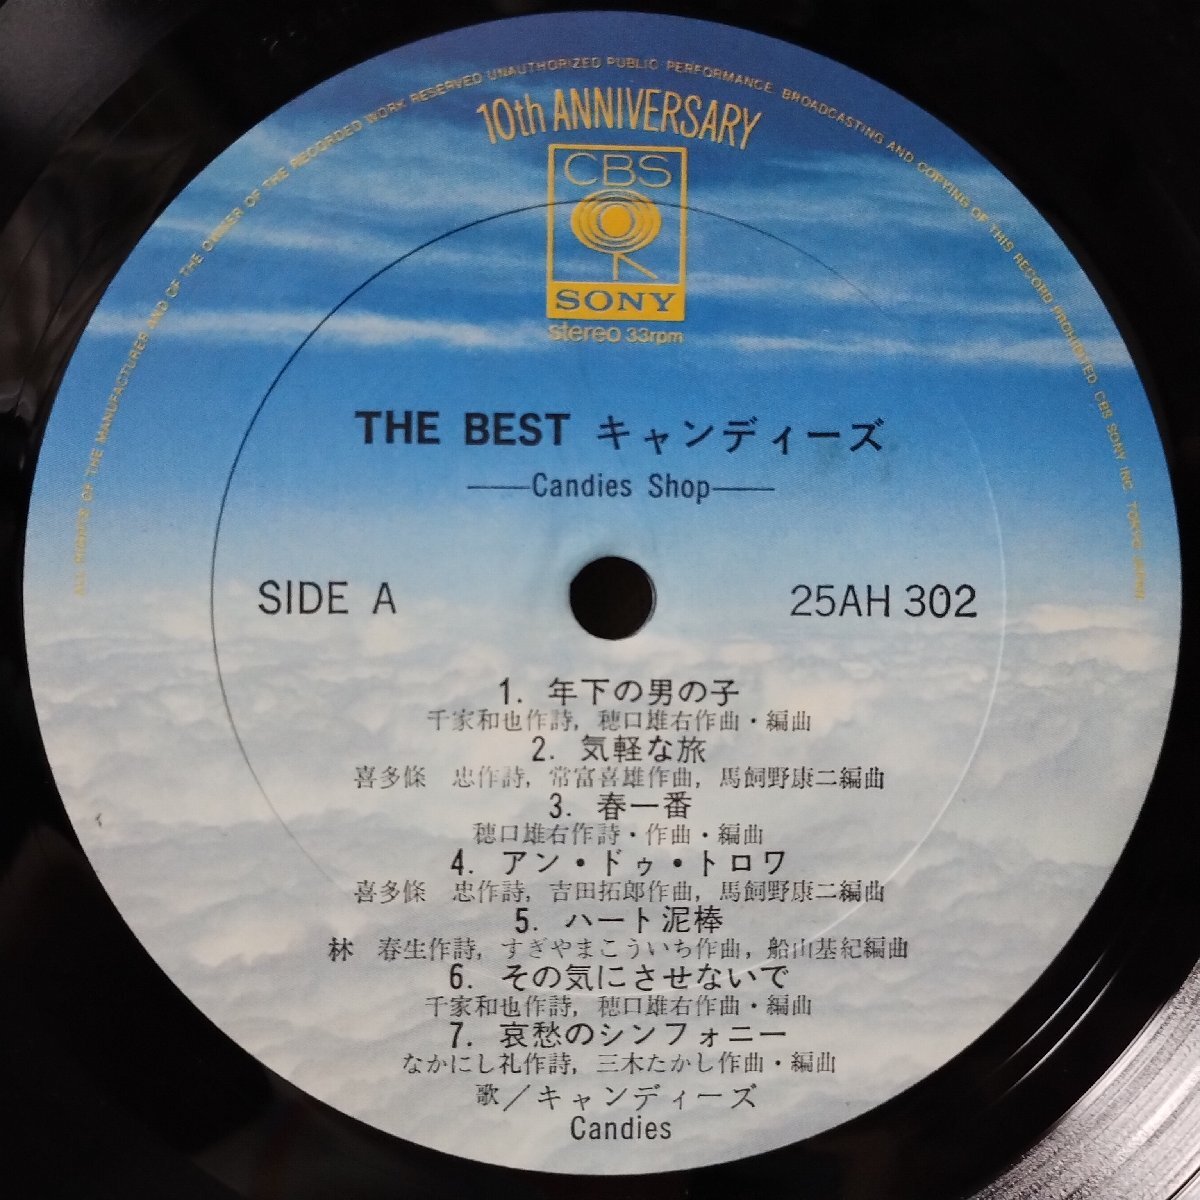 ALL RIGHTS OF THE MANUFACTURES AND OF THE OWNER OF THE RECORDED WORK RESERVED UNAUTHORIZED PUBLIC PERFORMANCE. BROADCASTING AND COPYING OF THIS RECORD PROHIBITED. CBS SONY INC. TOKYO JAPAN
10th ANNIVERSARY
CBS
SONY
stereo 33rpm
THE BEST キャンディーズ
——Candies Shop——
SIDE A
25AH 302
1. 年下の男の子
千家和也作詩, 穂口雄右作曲・編曲
2. 気軽な旅
喜多條 忠作詩, 常富喜雄作曲, 馬飼野康二編曲
3. 春一番
穂口雄右作詩・作曲・編曲
4. アン・ドゥ・トロワ
喜多條 忠作詩, 吉田拓郎作曲, 馬飼野康二編曲
5. ハート泥棒
林 春生作詩, すぎやまこういち作曲, 船山基紀編曲
6. その気にさせないで
千家和也作詩, 穂口雄右作曲・編曲
7. 哀愁のシンフォニー
なかにし礼作詩, 三木たかし作曲・編曲
歌／キャンディーズ
Candies